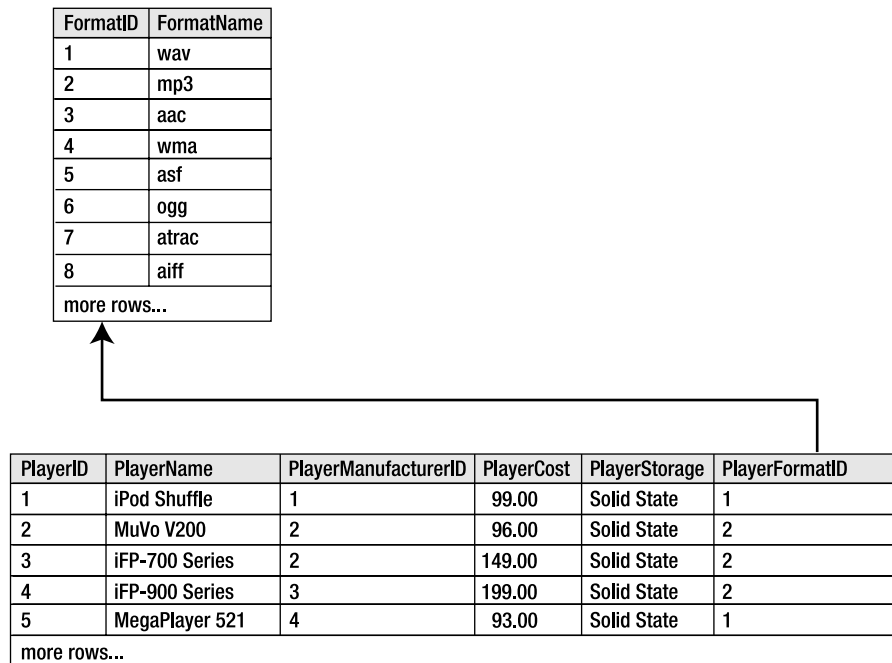 FormatID FormatName
1 wav
2 mp3
3 aac
4 wma
5 asf
6 ogg
7 atrac
8 aiff
more rows...
PlayerID PlayerName PlayerManufacturerID PlayerCost PlayerStorage PlayerFormatID
1 iPod Shuffle 1 99.00 Solid State 1
2 MuVo V200 2 96.00 Solid State 2
3 iFP-700 Series 2 149.00 Solid State 2
4 iFP-900 Series 3 199.00 Solid State 2
5 MegaPlayer 521 4 93.00 Solid State 1
more rows...